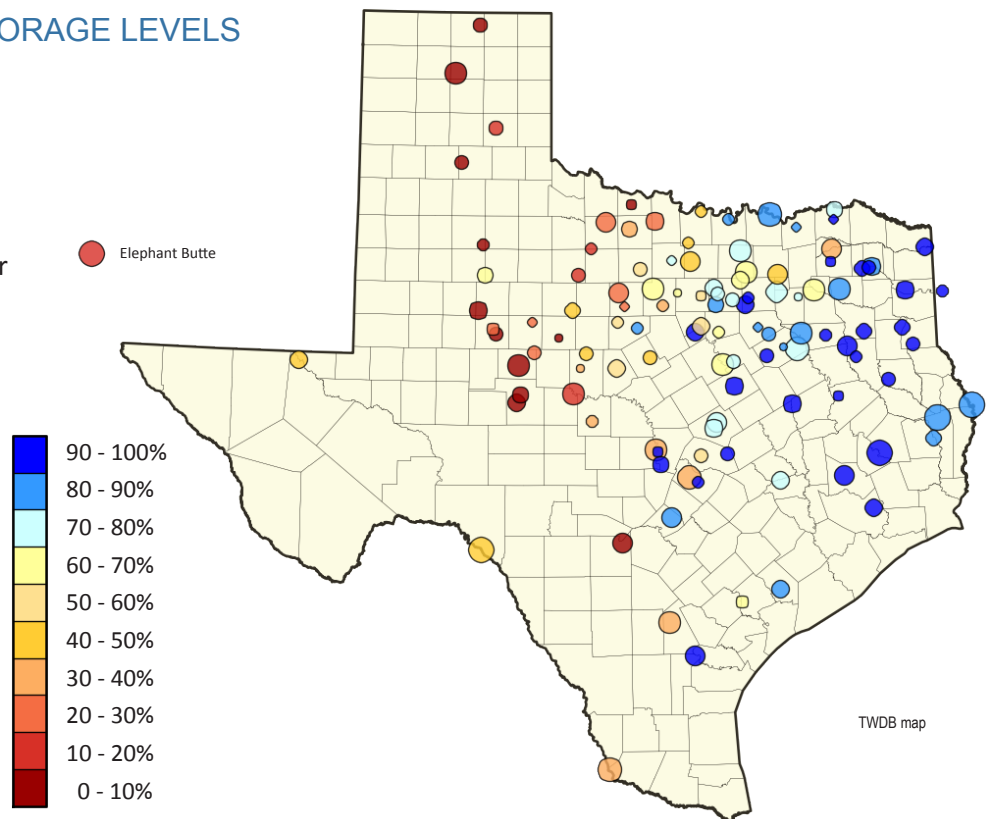 ORAGE LEVELS
r
Elephant Butte
90 - 100%
80 - 90%
70 - 80%
60 - 70%
50 - 60%
40 - 50%
30 - 40%
20 - 30%
10 - 20%
0 - 10%
TWDB map